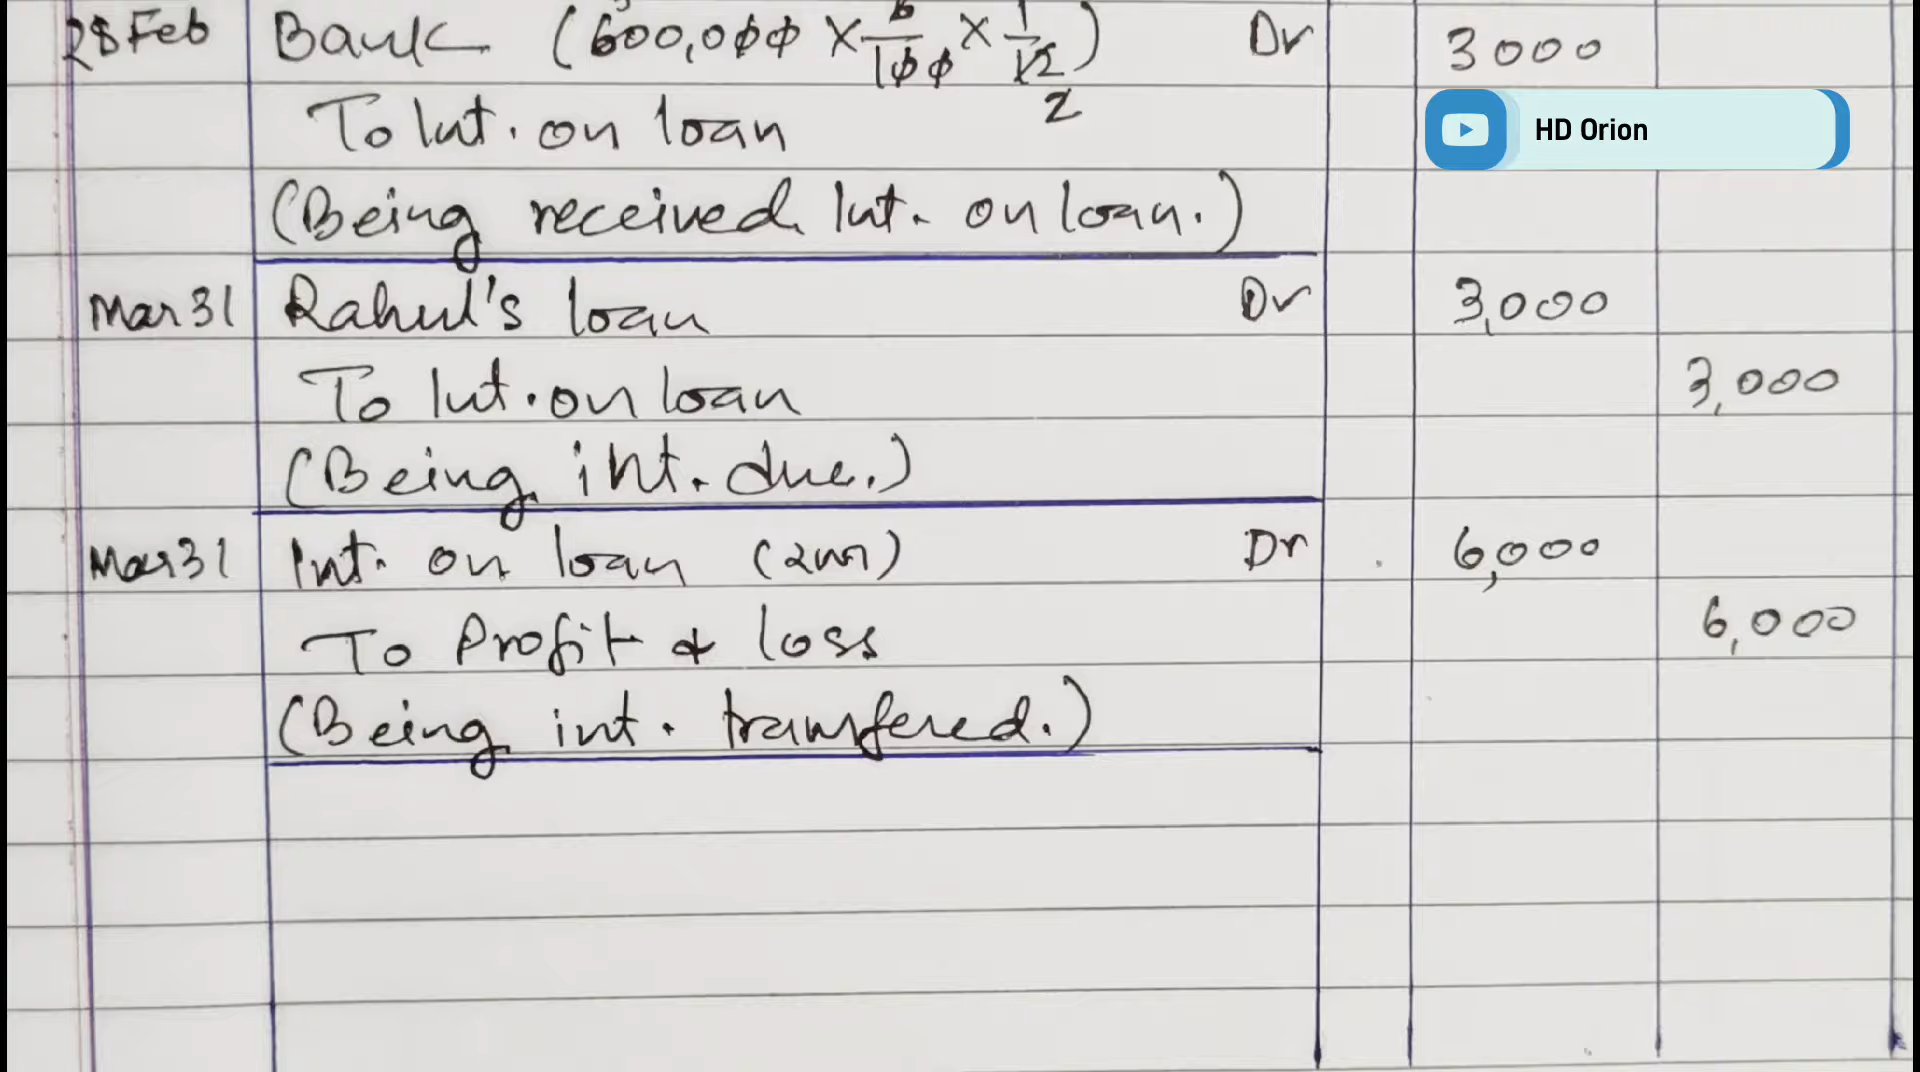 28 Feb Bank (600,000 × 6/100 × 1/12) Dr 3000
2
To Int. on loan
HD Orion
(Being received Int. on loan.)
Mar 31 Rahul's loan Dr 3,000
To Int. on loan 3,000
(Being int. due.)
Mar 31 Int. on loan Dr 6,000
To Profit & loss 6,000
(Being int. transfered.)